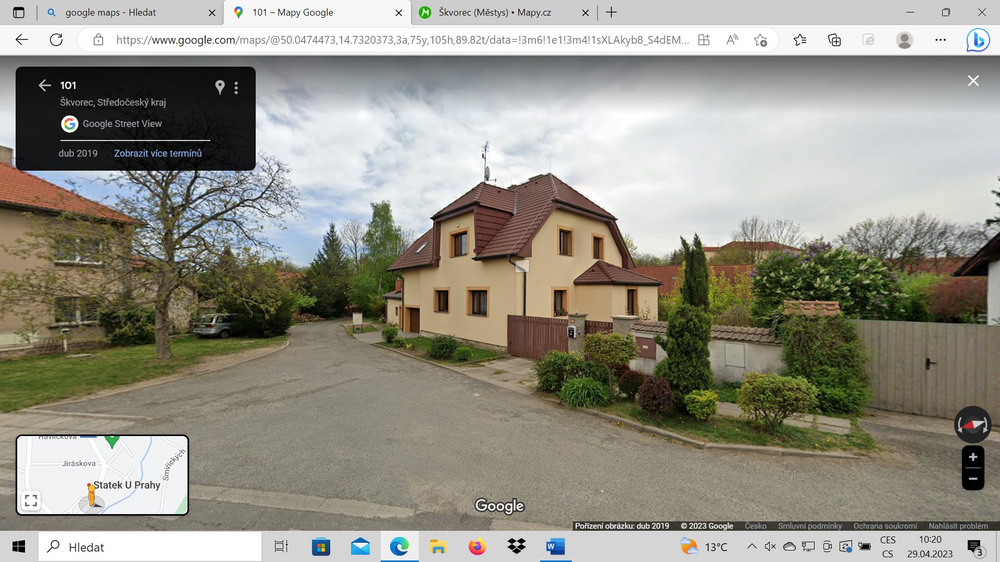 google maps - Hledat
101 – Mapy Google
Škvorec (Městys) • Mapy.cz
https://www.google.com/maps/@50.0474473,14.7320373,3a,75y,105h,89.82t/data=!3m6!1e1!3m4!1sXLAkyb8_S4dEM...
101
Škvorec, Středočeský kraj
Google Street View
dub 2019 Zobrazit více termínů
Havlíčkova
Jiráskova
Smiřických
Statek U Prahy
Google
Pořízení obrázku: dub 2019 © 2023 Google Česko Smluvní podmínky Ochrana soukromí Nahlásit problém
Hledat
13°C
CES
CS
10:20
29.04.2023
3